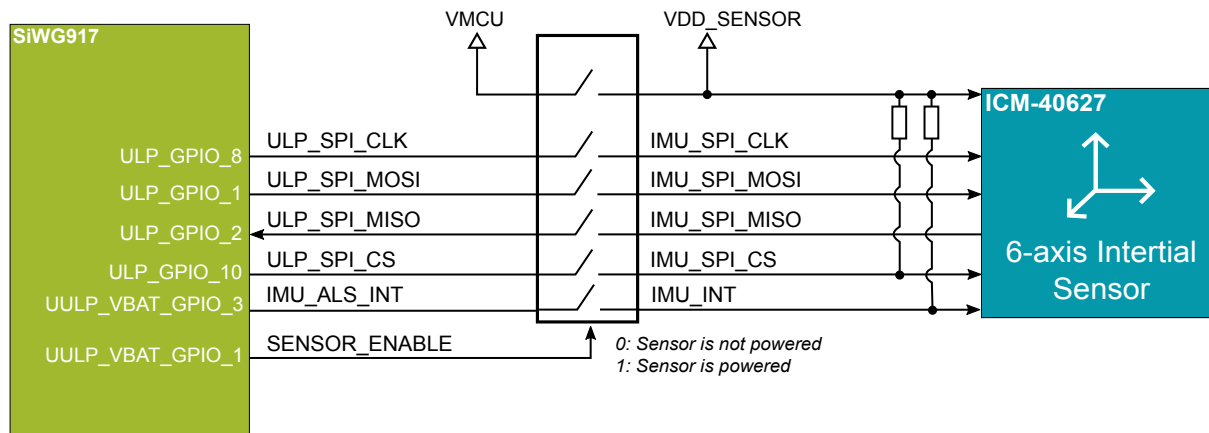 VMCU
VDD_SENSOR
SiWG917
ICM-40627
ULP_GPIO_8
ULP_SPI_CLK
IMU_SPI_CLK
ULP_GPIO_1
ULP_SPI_MOSI
IMU_SPI_MOSI
ULP_GPIO_2
ULP_SPI_MISO
IMU_SPI_MISO
ULP_GPIO_10
ULP_SPI_CS
IMU_SPI_CS
UULP_VBAT_GPIO_3
IMU_ALS_INT
IMU_INT
6-axis Intertial
Sensor
UULP_VBAT_GPIO_1
SENSOR_ENABLE
0: Sensor is not powered
1: Sensor is powered